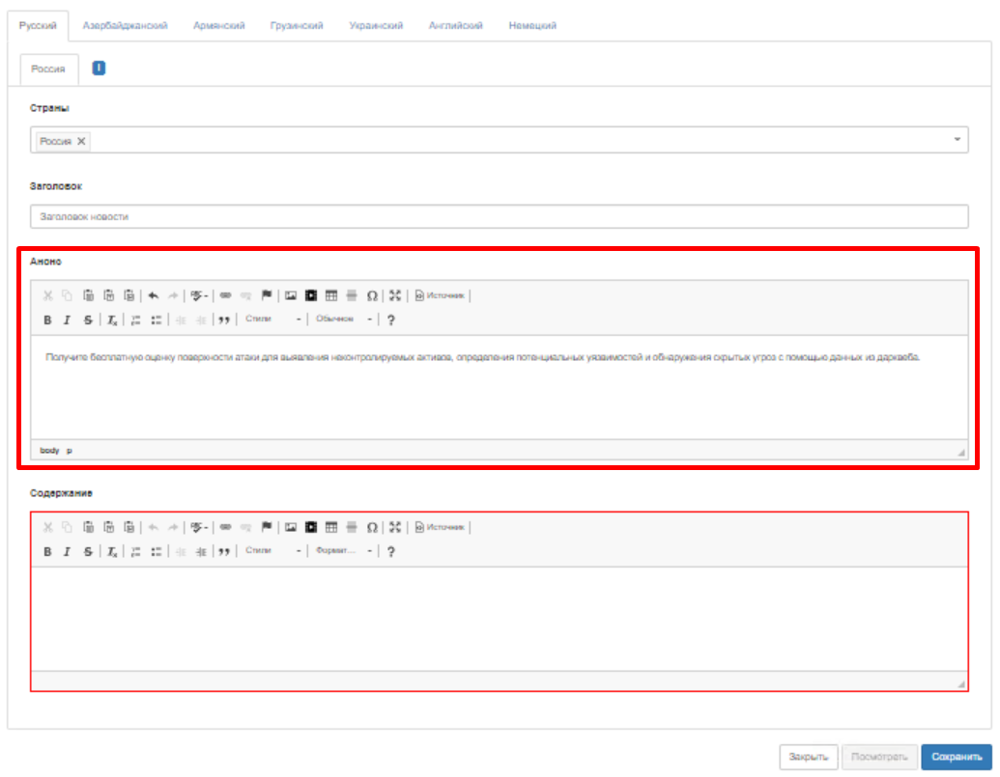 Русский Азербайджанский Армянский Грузинский Украинский Английский Немецкий
Россия
Страны
Россия
Заголовок
Заголовок новости
Анонс
Источник
B I S Tx Стили Обычное ?
Получите бесплатную оценку поверхности атаки для выявления неконтролируемых активов, определения потенциальных уязвимостей и обнаружения скрытых угроз с помощью данных из дарквеба.
body p
Содержание
Источник
B I S Tx Стили Формат... ?
Закрыть Посмотреть Сохранить